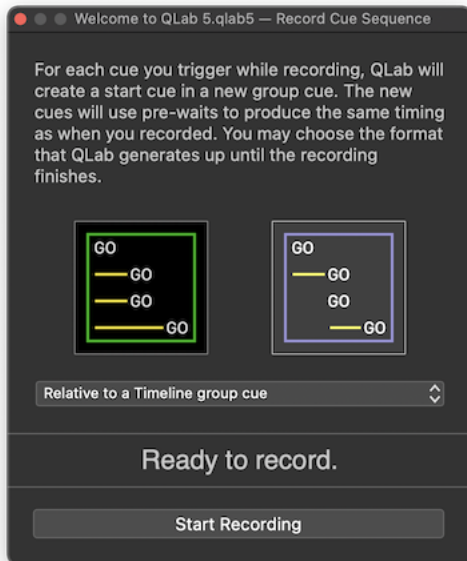 Welcome to QLab 5.qlab5 — Record Cue Sequence
For each cue you trigger while recording, QLab will
create a start cue in a new group cue. The new
cues will use pre-waits to produce the same timing
as when you recorded. You may choose the format
that QLab generates up until the recording
finishes.
GO
GO
GO
GO
GO
GO
GO
GO
Relative to a Timeline group cue
Ready to record.
Start Recording